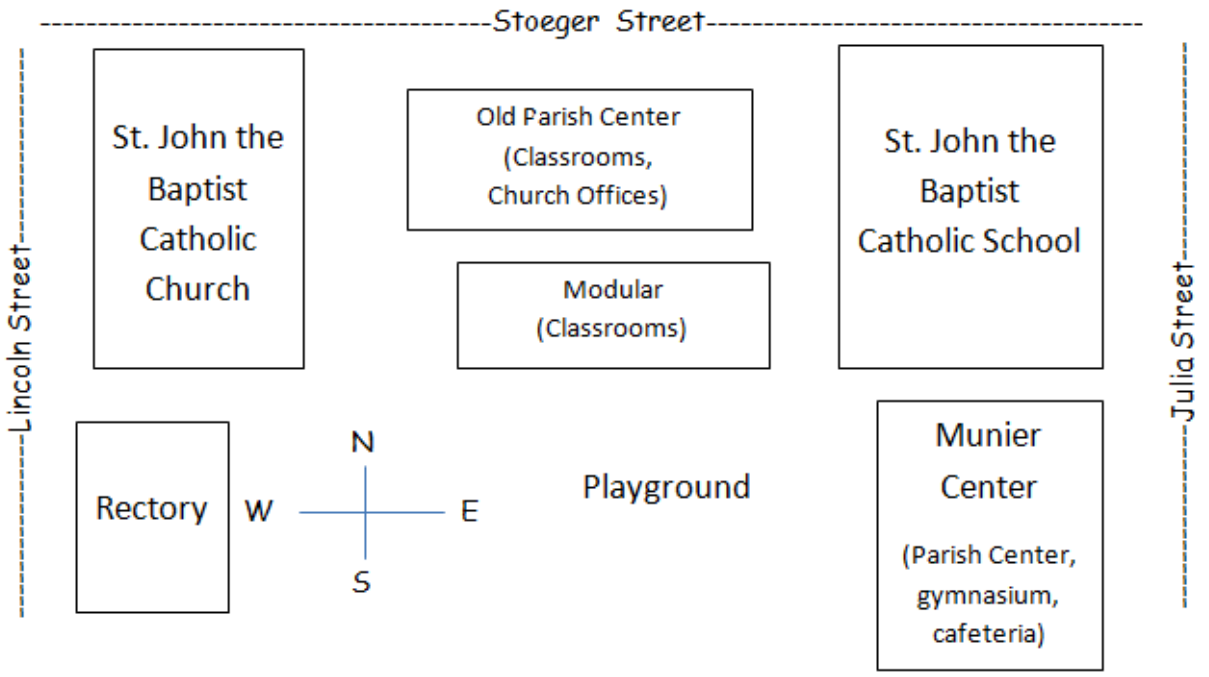 Stoeger Street
Lincoln Street
St. John the
Baptist
Catholic
Church
Old Parish Center
(Classrooms,
Church Offices)
Modular
(Classrooms)
St. John the
Baptist
Catholic School
Julia Street
Rectory
N
W
E
S
Playground
Munier
Center
(Parish Center,
gymnasium,
cafeteria)